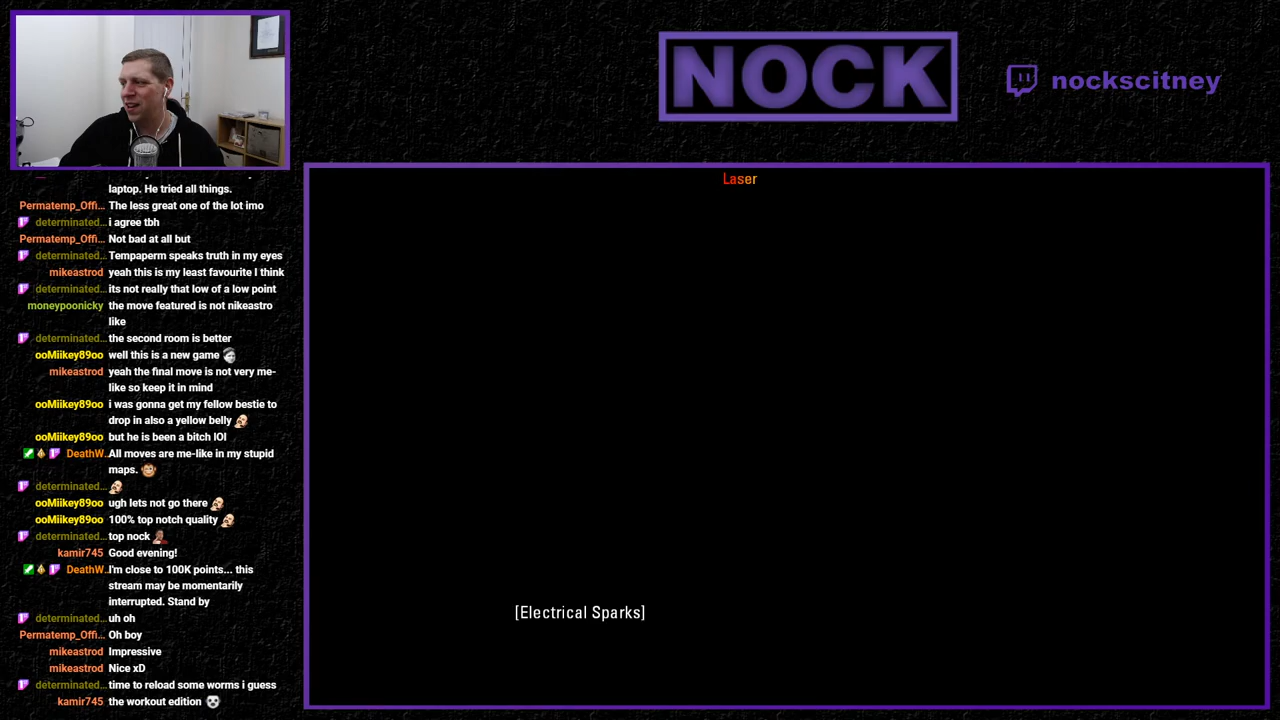 NOCK
nockscitney
Laser
laptop. He tried all things.
Permatemp_Offi... The less great one of the lot imo
determinated... i agree tbh
Permatemp_Offi... Not bad at all but
determinated... Tempaperm speaks truth in my eyes
mikeastrod yeah this is my least favourite I think
determinated... its not really that low of a low point
moneypoonicky the move featured is not nikeastro
like
determinated... the second room is better
ooMiikey89oo well this is a new game
mikeastrod yeah the final move is not very me-
like so keep it in mind
ooMiikey89oo i was gonna get my fellow bestie to
drop in also a yellow belly
ooMiikey89oo but he is been a bitch lOl
DeathW... All moves are me-like in my stupid
maps.
determinated...
ooMiikey89oo ugh lets not go there
ooMiikey89oo 100% top notch quality
determinated... top nock
kamir745 Good evening!
DeathW... I'm close to 100K points... this
stream may be momentarily
interrupted. Stand by
determinated... uh oh
Permatemp_Offi... Oh boy
mikeastrod Impressive
mikeastrod Nice xD
determinated... time to reload some worms i guess
kamir745 the workout edition
[Electrical Sparks]